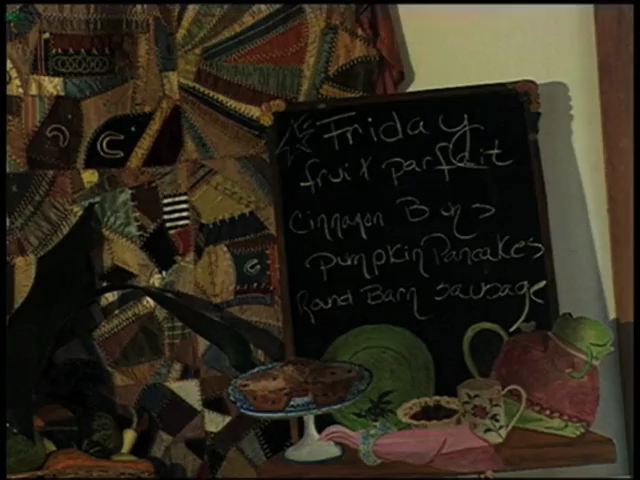 Friday
fruit parfait
Cinnamon Buns
pumpkin Pancakes
Round Barn sausage